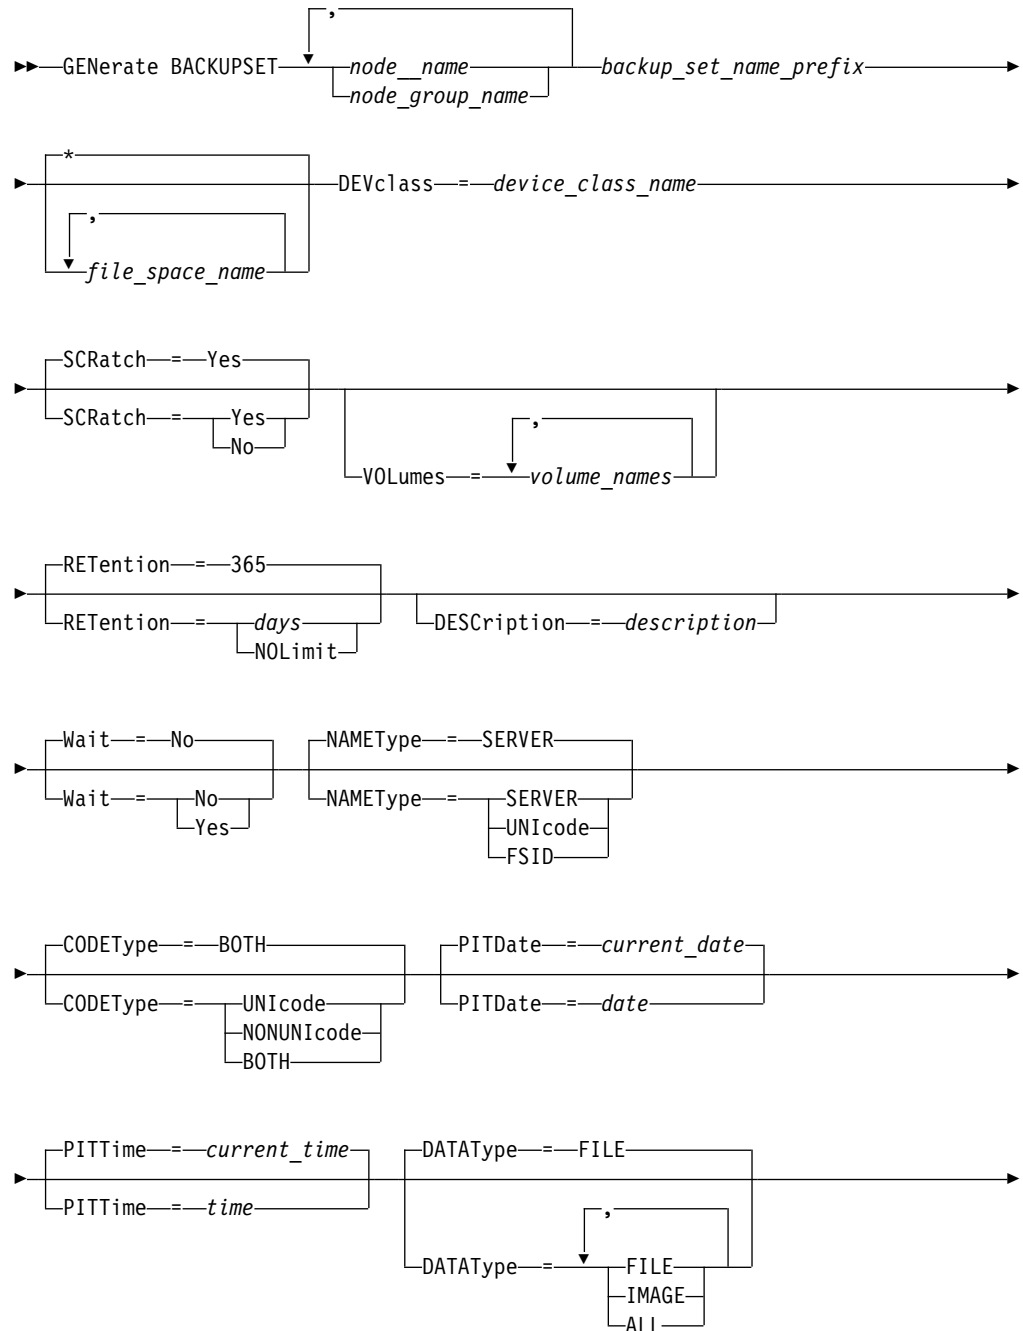 ,
GENerate BACKUPSET node__name backup_set_name_prefix
node_group_name
*
DEVclass = device_class_name
,
file_space_name
SCRatch = Yes
SCRatch = Yes
No
,
VOLumes = volume_names
RETention = 365
RETention = days
NOLimit
DESCription = description
Wait = No
Wait = No
Yes
NAMEType = SERVER
NAMEType = SERVER
UNIcode
FSID
CODEType = BOTH
CODEType = UNIcode
NONUNIcode
BOTH
PITDate = current_date
PITDate = date
PITTime = current_time
PITTime = time
DATAType = FILE
,
DATAType = FILE
IMAGE
ALL